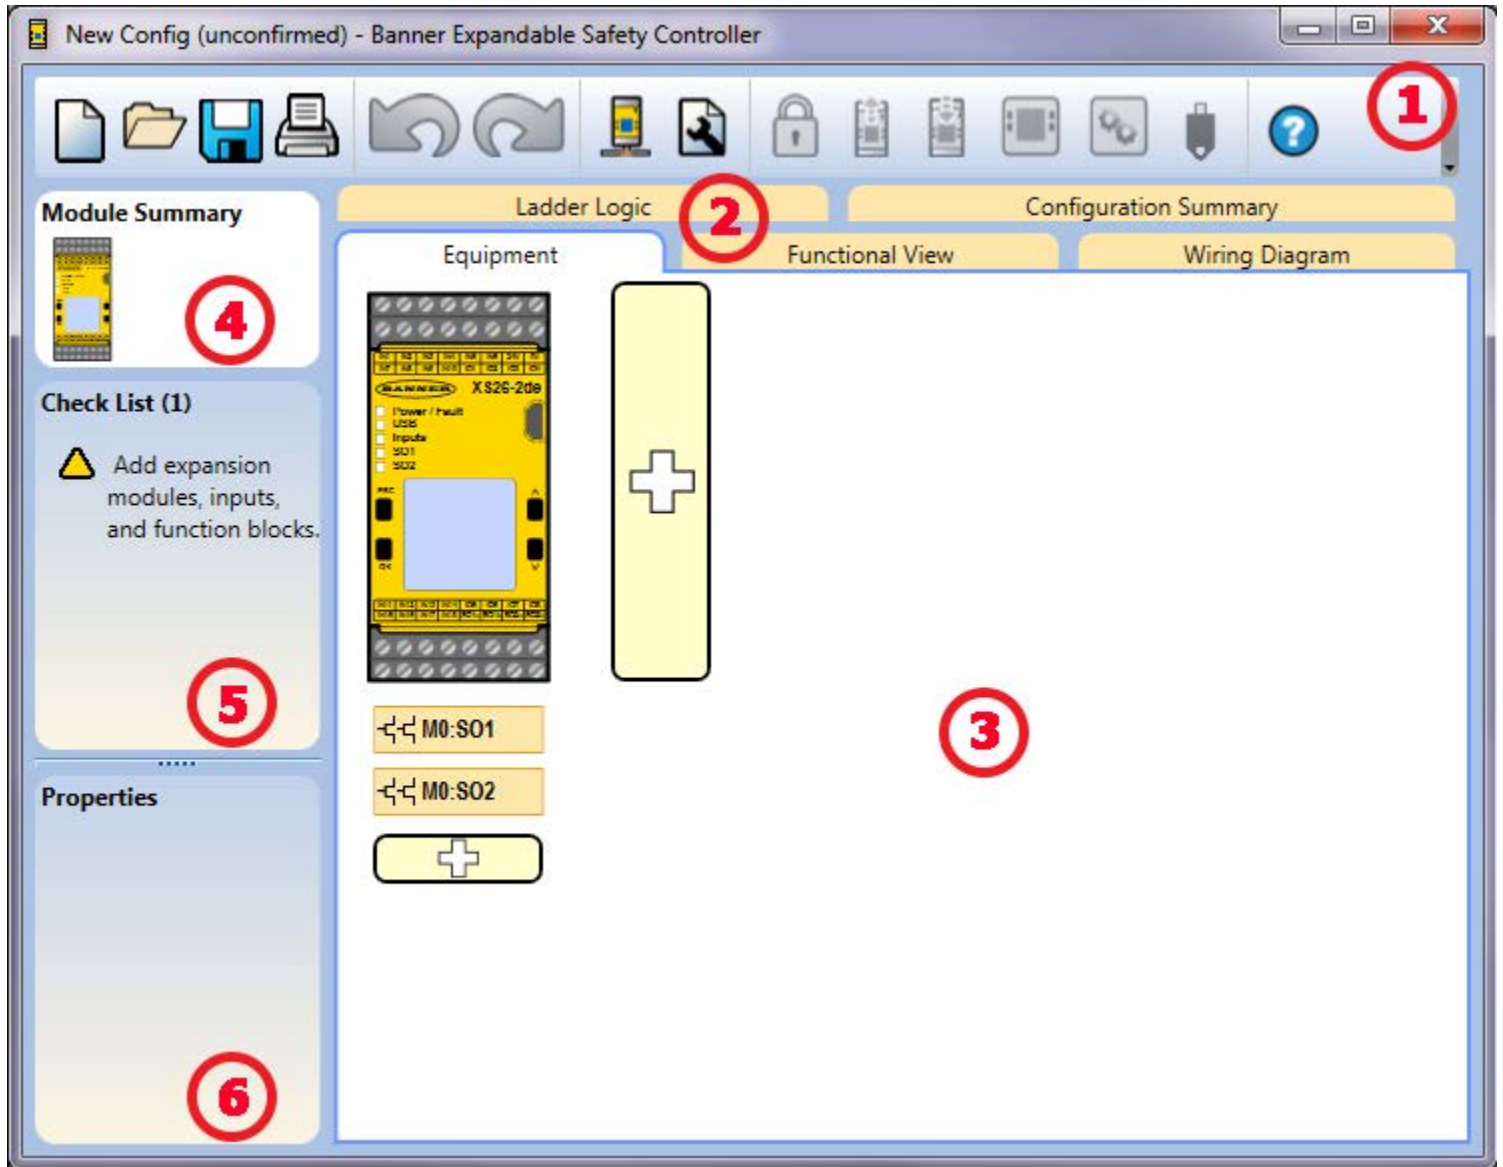 New Config (unconfirmed) - Banner Expandable Safety Controller
1
Module Summary
4
Ladder Logic
2
Configuration Summary
Equipment
Functional View
Wiring Diagram
BANNER
XS26-2de
Power / Fault
USB
Inputs
SO1
SO2
OK
Check List (1)
Add expansion
modules, inputs,
and function blocks.
5
M0:SO1
M0:SO2
3
Properties
6